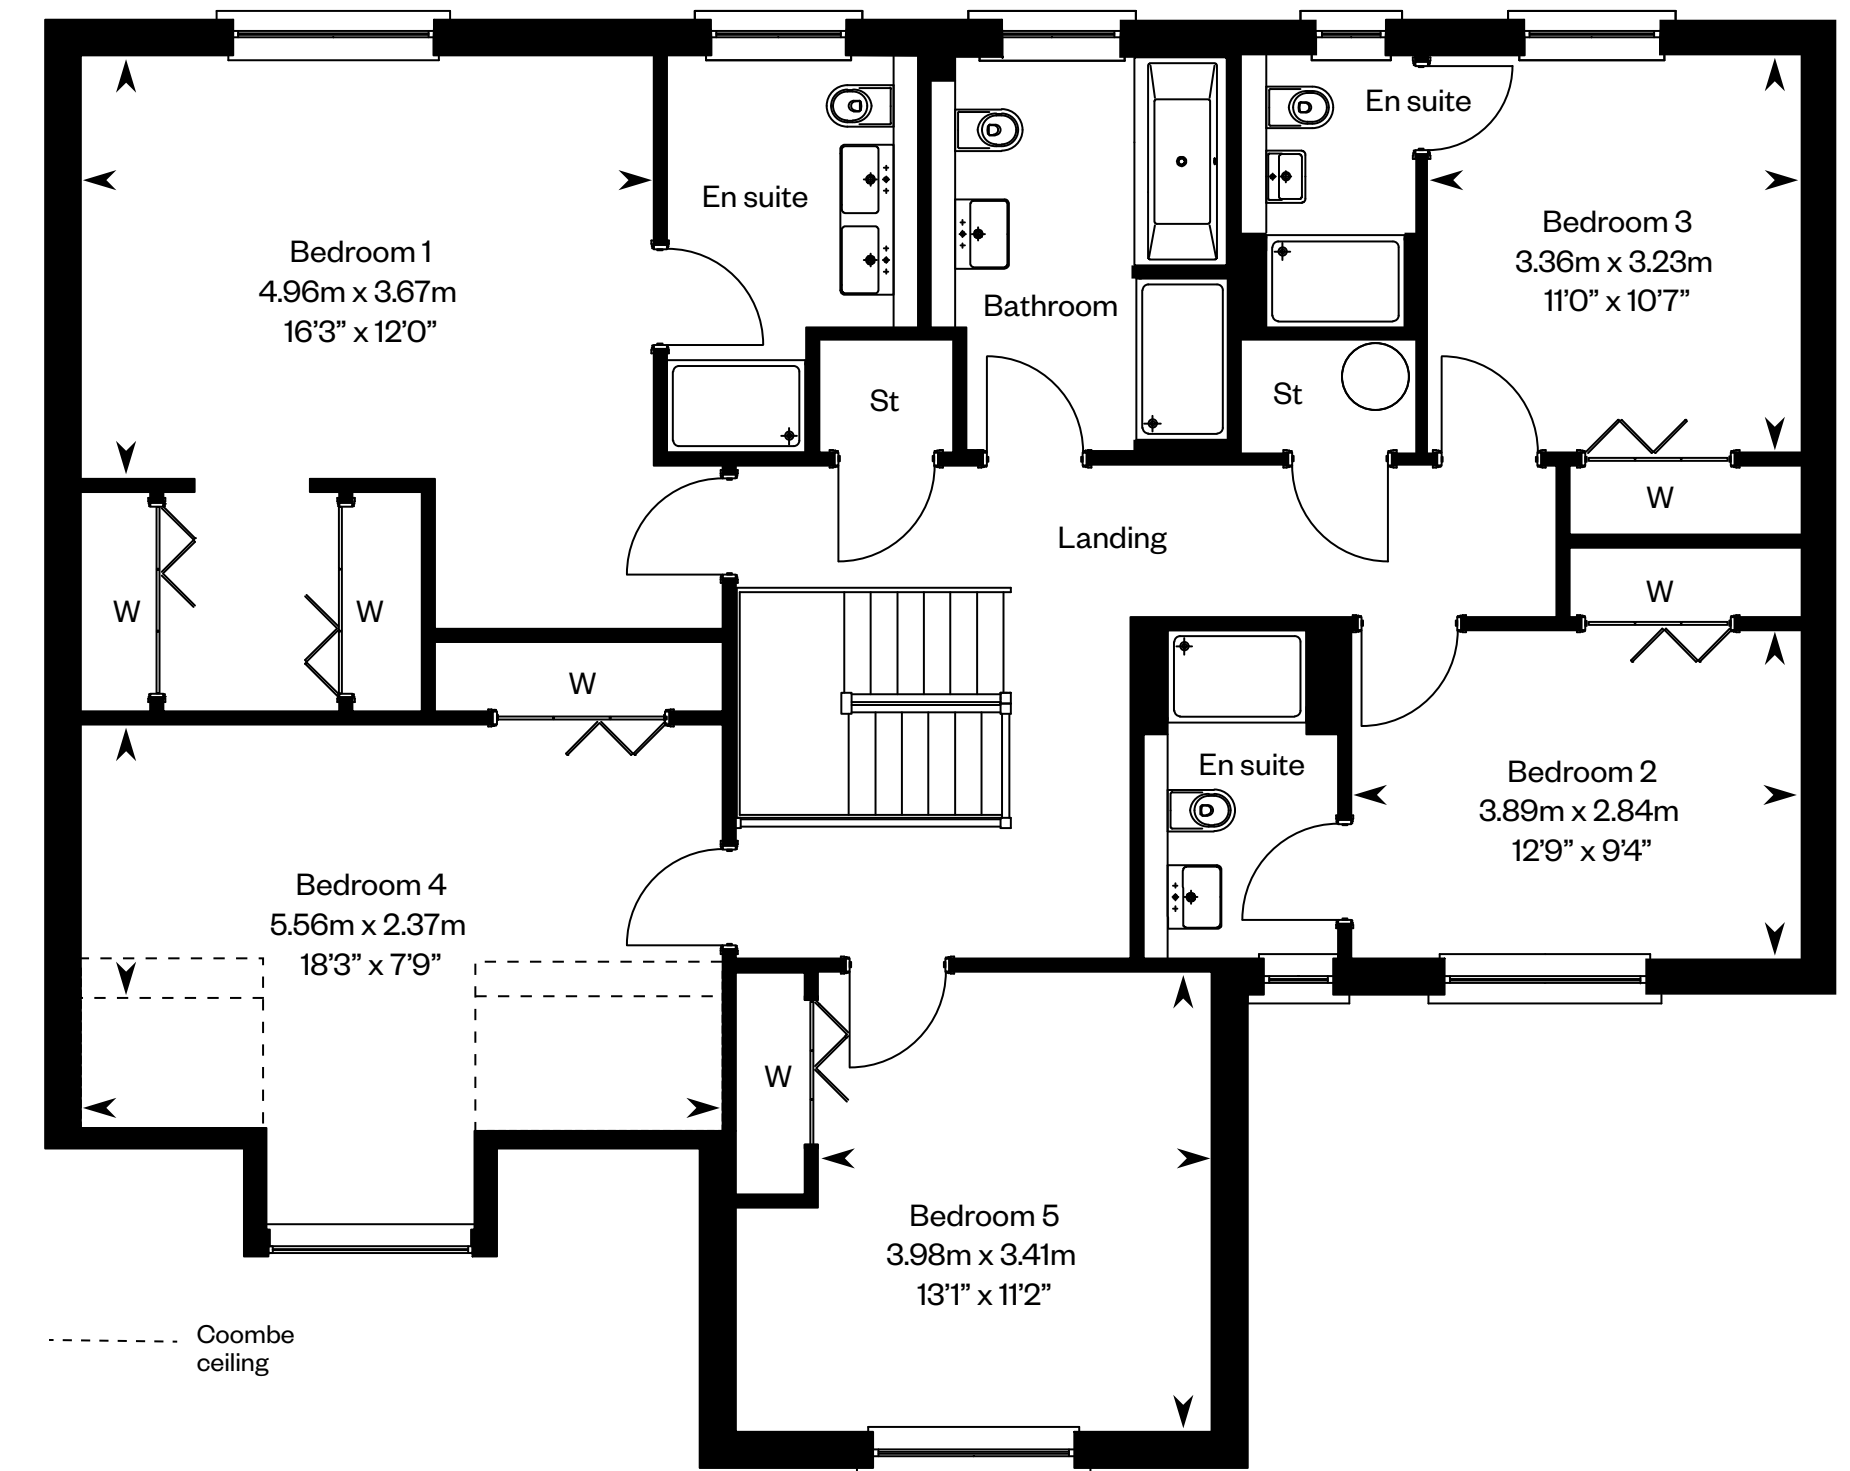 En suite
En suite
Bedroom 1
4.96m x 3.67m
16’3” x 12’0”
Bathroom
Bedroom 3
3.36m x 3.23m
11’0” x 10’7”
St
St
W
Landing
W
W
W
W
En suite
Bedroom 2
3.89m x 2.84m
12’9” x 9’4”
Bedroom 4
5.56m x 2.37m
18’3” x 7’9”
W
Bedroom 5
3.98m x 3.41m
13’1” x 11’2”
Coombe
ceiling